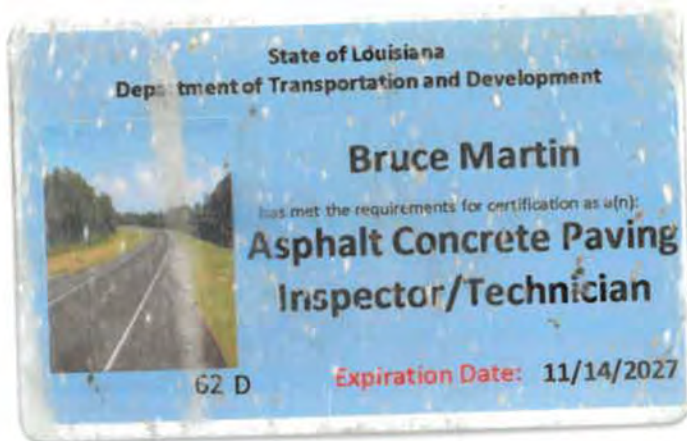 State of Louisiana
Department of Transportation and Development
Bruce Martin
has met the requirements for certification as a(n):
Asphalt Concrete Paving
Inspector/Technician
62 D
Expiration Date: 11/14/2027